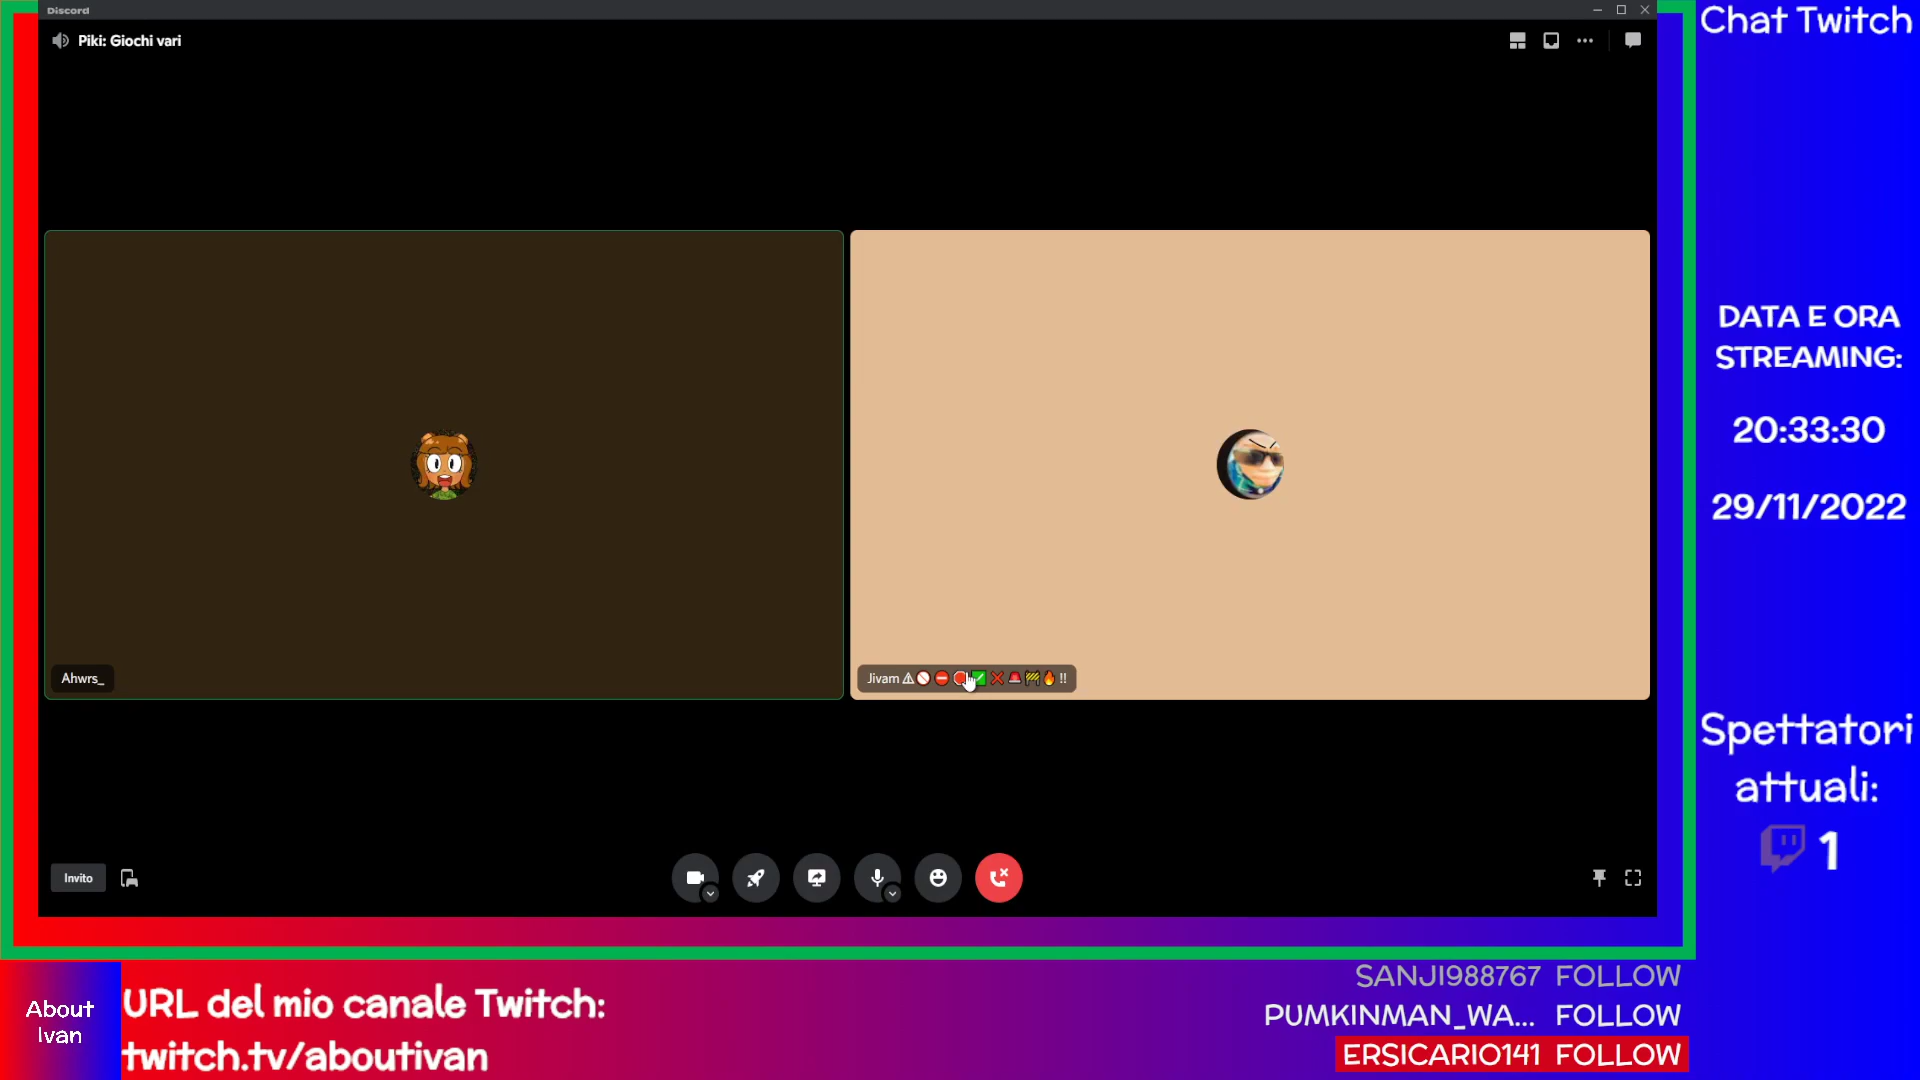 Discord
Piki: Giochi vari
Chat Twitch
DATA E ORA
STREAMING:
20:33:30
29/11/2022
Ahwrs_
Jivam ⚠🚫⛔🛑✅❌🚨🚧🔥‼
Spettatori
attuali:
1
Invito
About
Ivan
URL del mio canale Twitch:
twitch.tv/aboutivan
SANJI988767 FOLLOW
PUMKINMAN_WA... FOLLOW
ERSICARIO141 FOLLOW